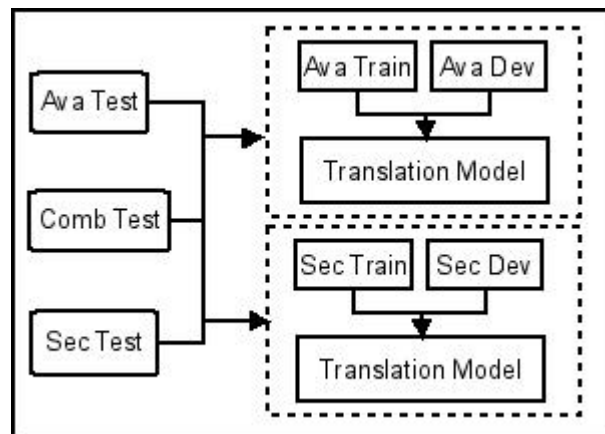 Ava Test
Comb Test
Sec Test
Ava Train
Ava Dev
Translation Model
Sec Train
Sec Dev
Translation Model